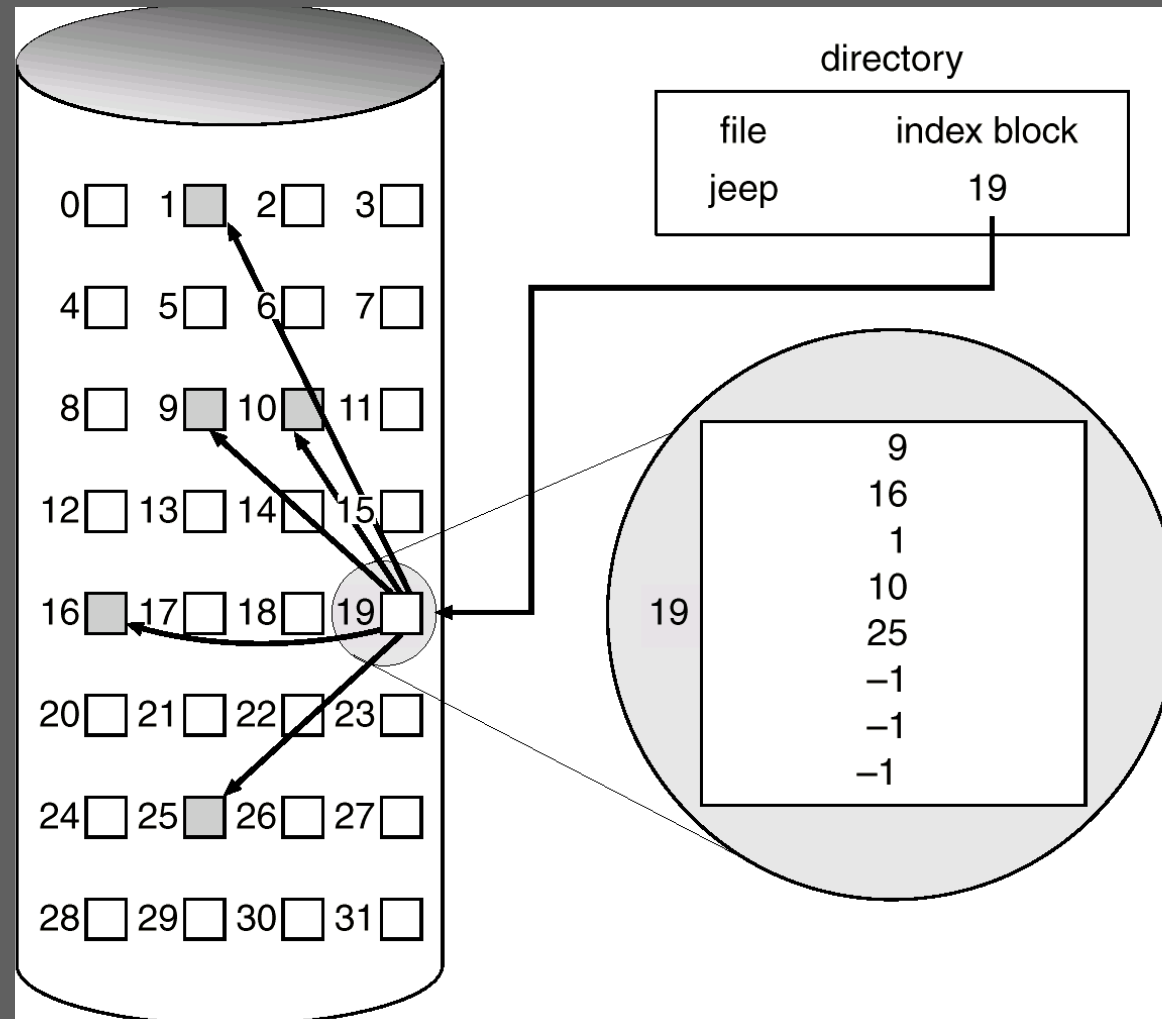 directory
file index block
jeep 19
0 1 2 3
4 5 6 7
8 9 10 11
12 13 14 15
16 17 18 19
20 21 22 23
24 25 26 27
28 29 30 31
19
9
16
1
10
25
–1
–1
–1